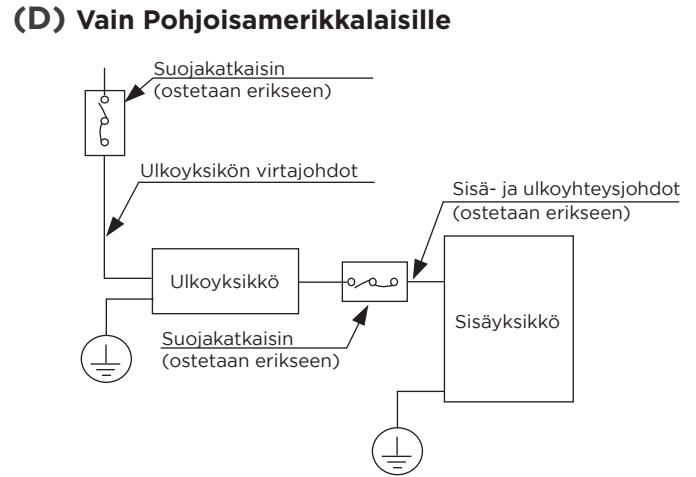 (D) Vain Pohjoisamerikkalaisille
Suojakatkaisin
(ostetaan erikseen)
Ulkoyksikön virtajohdot
Sisä- ja ulkoyhteysjohdot
(ostetaan erikseen)
Ulkoyksikkö
Sisäyksikkö
Suojakatkaisin
(ostetaan erikseen)